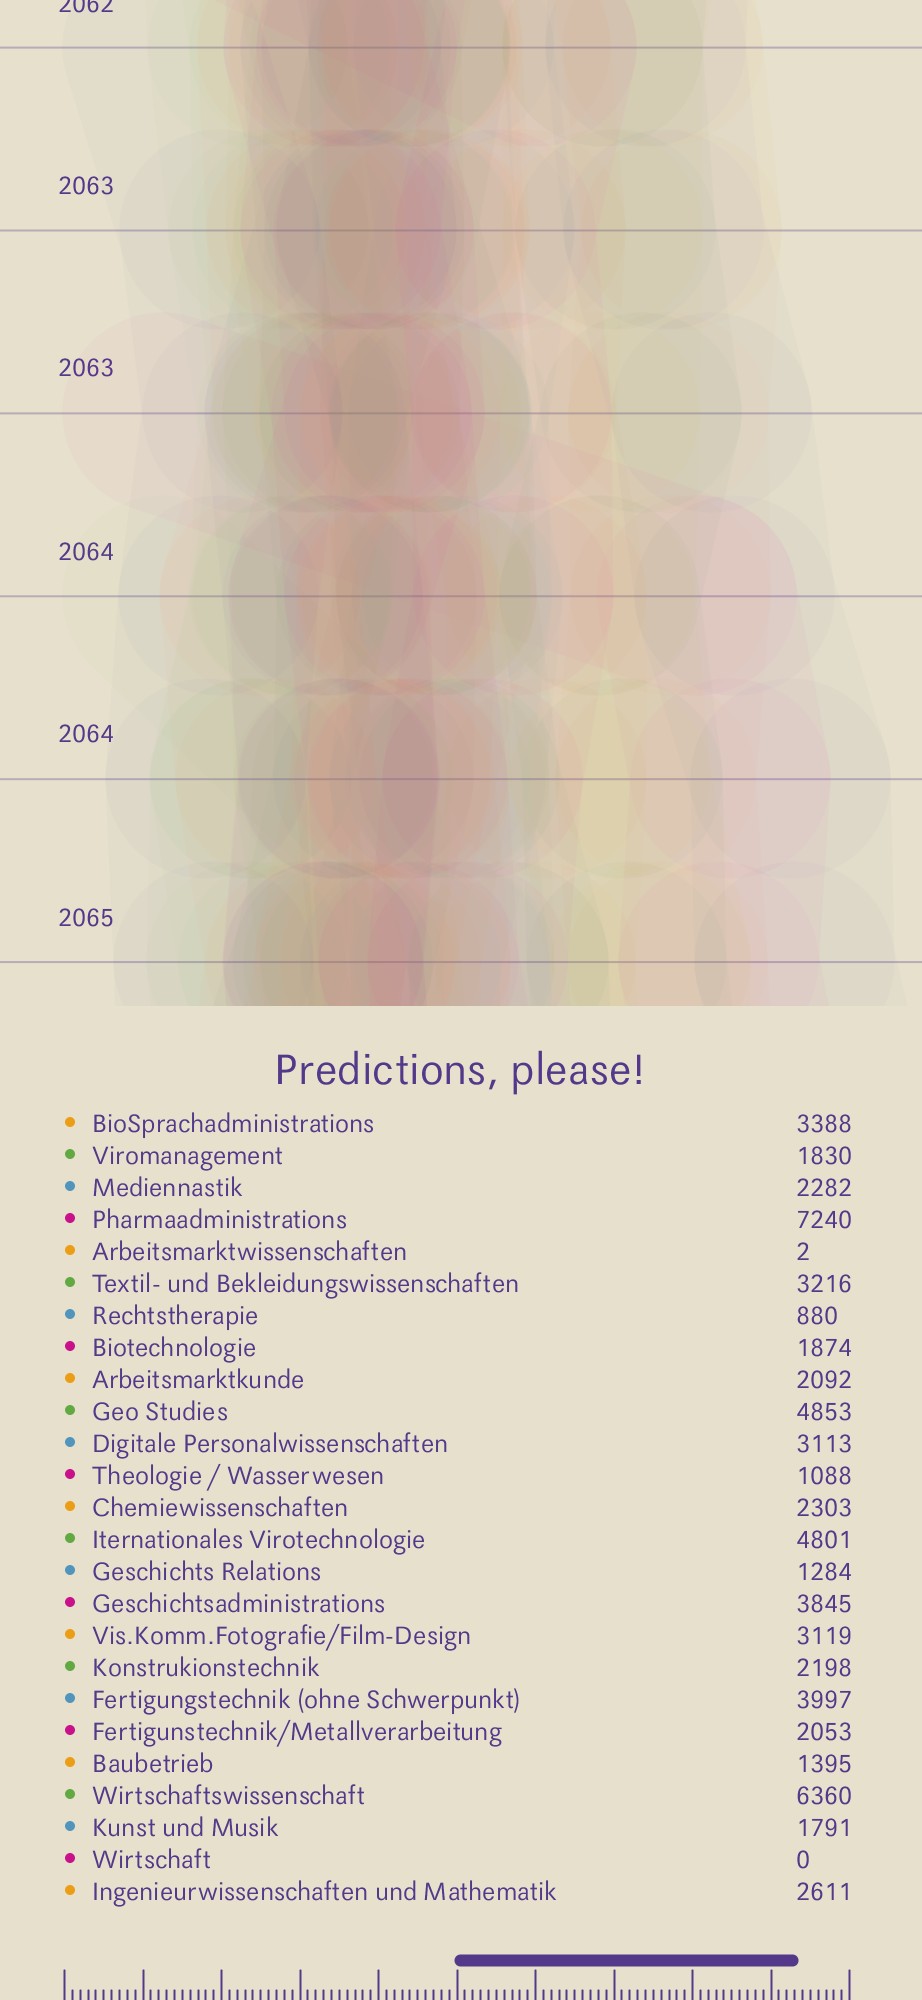 2062
2063
2063
2064
2064
2065
Predictions, please!
BioSprachadministrations 3388
Viromanagement 1830
Mediennastik 2282
Pharmaadministrations 7240
Arbeitsmarktwissenschaften 2
Textil- und Bekleidungswissenschaften 3216
Rechtstherapie 880
Biotechnologie 1874
Arbeitsmarktkunde 2092
Geo Studies 4853
Digitale Personalwissenschaften 3113
Theologie / Wasserwesen 1088
Chemiewissenschaften 2303
Iternationales Virotechnologie 4801
Geschichts Relations 1284
Geschichtsadministrations 3845
Vis.Komm.Fotografie/Film-Design 3119
Konstrukionstechnik 2198
Fertigungstechnik (ohne Schwerpunkt) 3997
Fertigunstechnik/Metallverarbeitung 2053
Baubetrieb 1395
Wirtschaftswissenschaft 6360
Kunst und Musik 1791
Wirtschaft 0
Ingenieurwissenschaften und Mathematik 2611